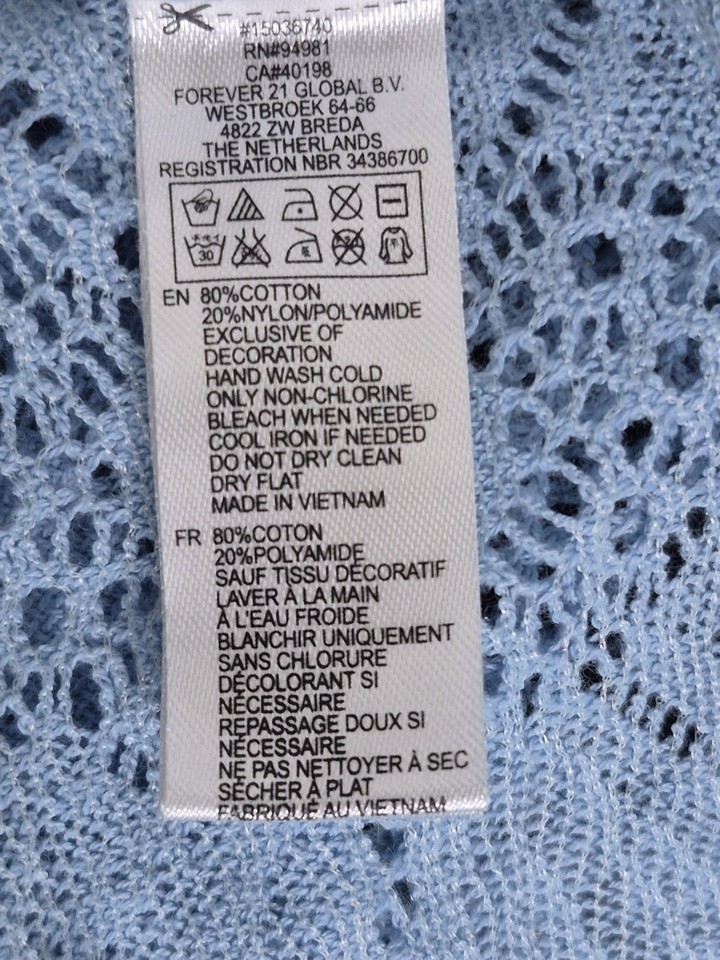 #15036740
RN#94981
CA#40198
FOREVER 21 GLOBAL B.V.
WESTBROEK 64-66
4822 ZW BREDA
THE NETHERLANDS
REGISTRATION NBR 34386700
30
EN 80%COTTON
20%NYLON/POLYAMIDE
EXCLUSIVE OF
DECORATION
HAND WASH COLD
ONLY NON-CHLORINE
BLEACH WHEN NEEDED
COOL IRON IF NEEDED
DO NOT DRY CLEAN
DRY FLAT
MADE IN VIETNAM
FR 80%COTON
20%POLYAMIDE
SAUF TISSU DÉCORATIF
LAVER À LA MAIN
À L'EAU FROIDE
BLANCHIR UNIQUEMENT
SANS CHLORURE
DÉCOLORANT SI
NÉCESSAIRE
REPASSAGE DOUX SI
NÉCESSAIRE
NE PAS NETTOYER À SEC
SÉCHER À PLAT
FABRIQUÉ AU VIETNAM